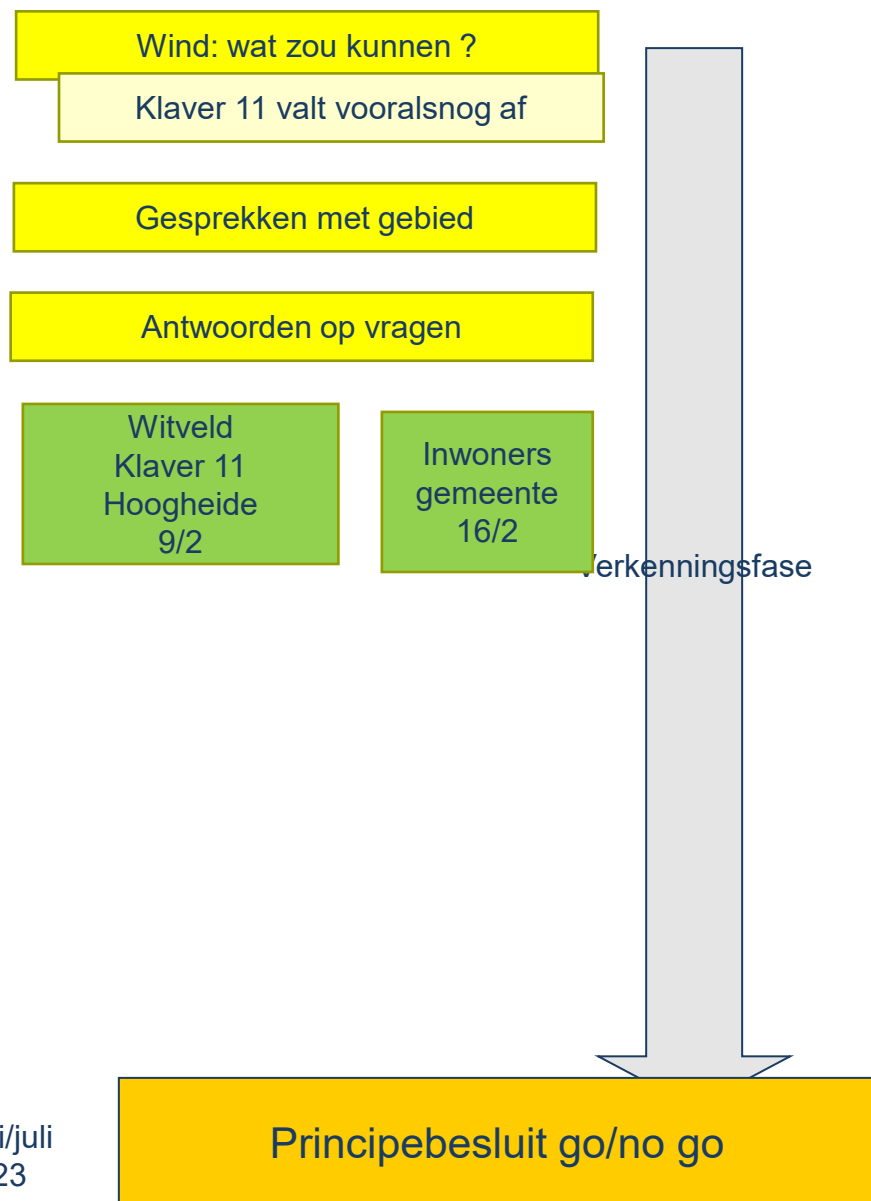 Wind: wat zou kunnen ?
Klaver 11 valt vooralsnog af
Gesprekken met gebied
Antwoorden op vragen
Witveld
Klaver 11
Hoogheide
9/2
Inwoners
gemeente
16/2
Verkenningsfase
i/juli
23
Principebesluit go/no go